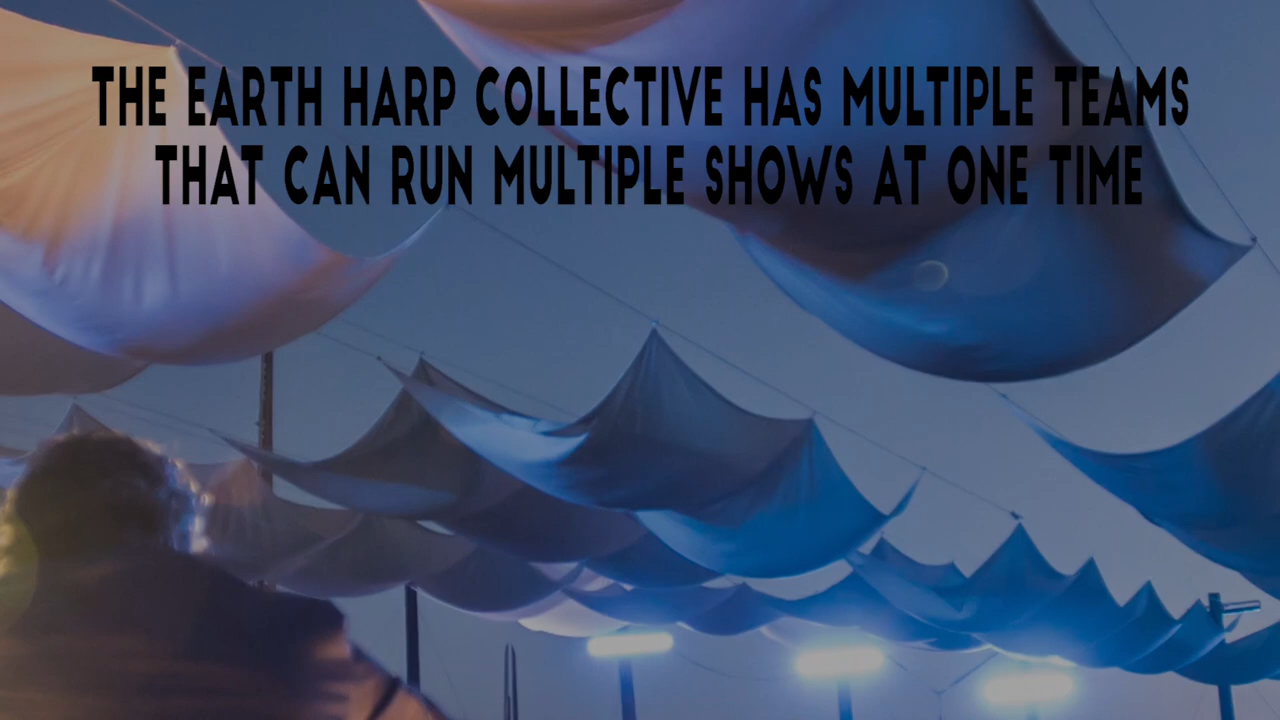 THE EARTH HARP COLLECTIVE HAS MULTIPLE TEAMS
THAT CAN RUN MULTIPLE SHOWS AT ONE TIME